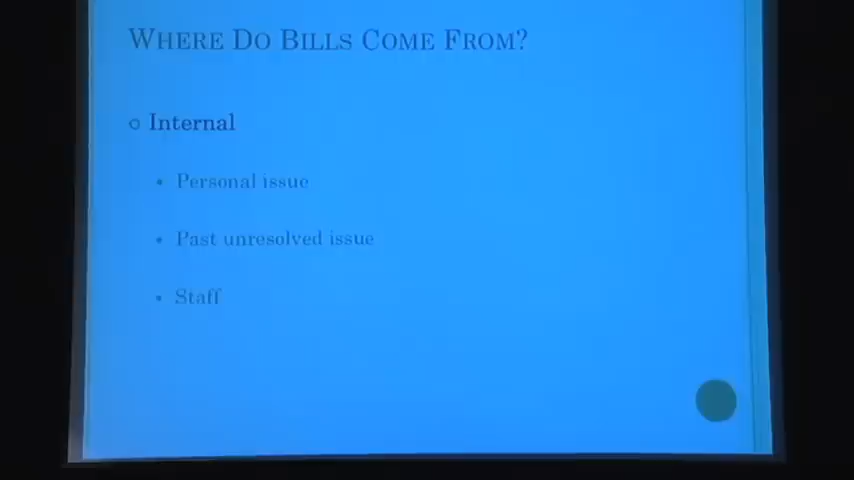 WHERE DO BILLS COME FROM?
Internal
Personal issue
Past unresolved issue
Staff